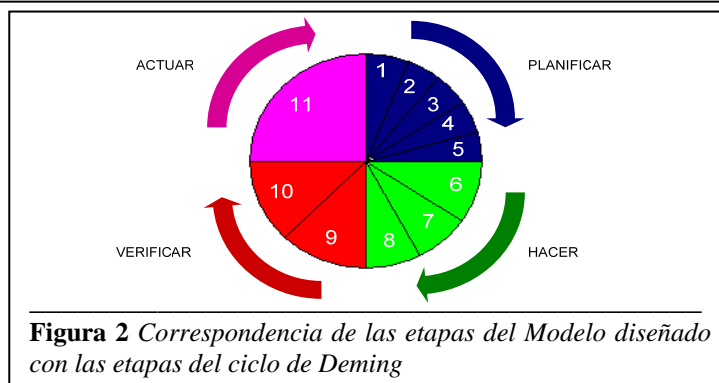 ACTUAR
PLANIFICAR
1
2
3
4
5
6
7
8
9
10
11
VERIFICAR
HACER
Figura 2 Correspondencia de las etapas del Modelo diseñado
con las etapas del ciclo de Deming